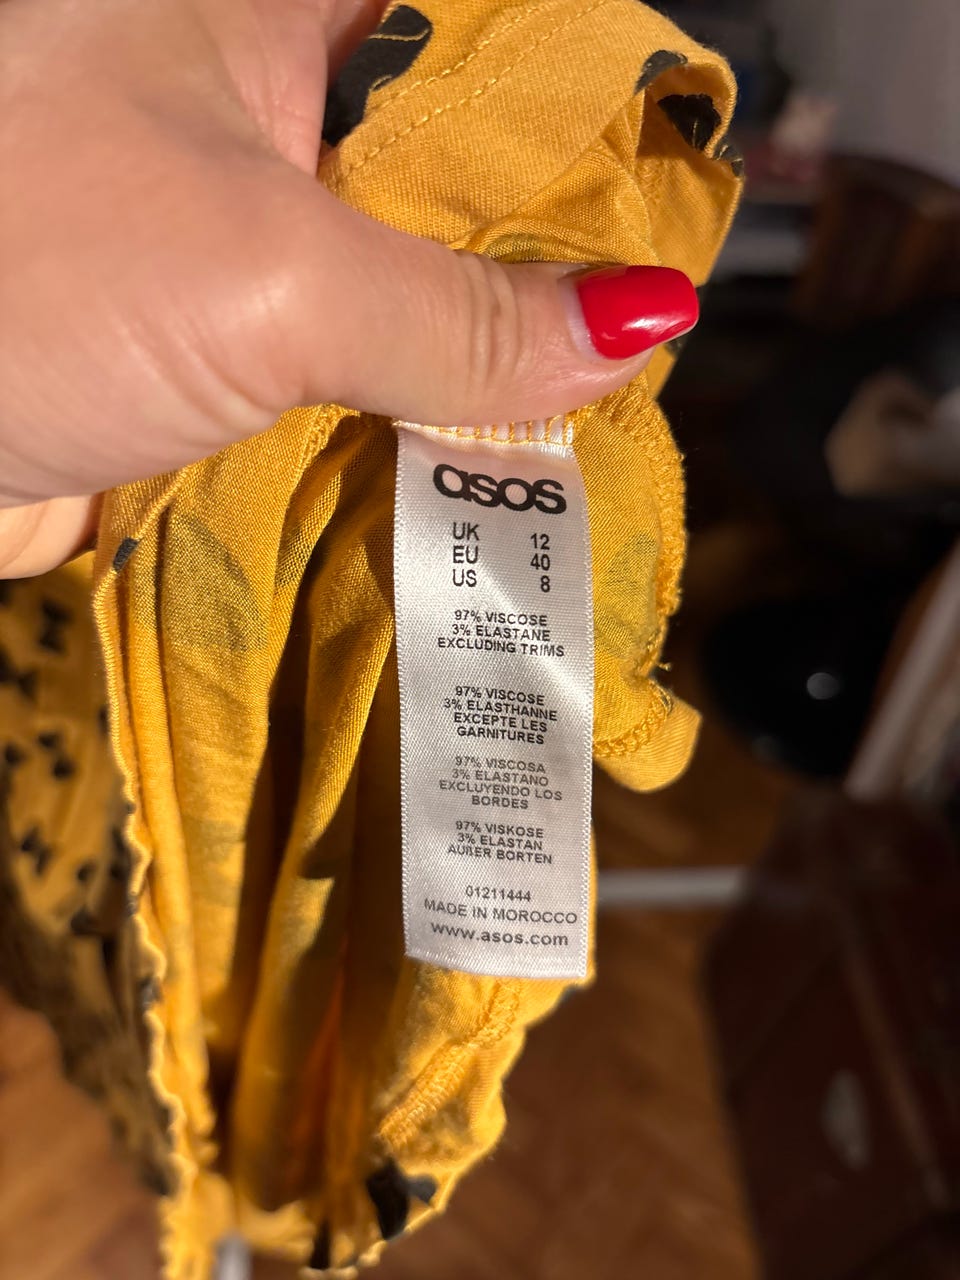 asos
UK 12
EU 40
US 8
97% VISCOSE
3% ELASTANE
EXCLUDING TRIMS
97% VISCOSE
3% ELASTHANNE
EXCEPTE LES
GARNITURES
97% VISCOSA
3% ELASTANO
EXCLUYENDO LOS
BORDES
97% VISKOSE
3% ELASTAN
AUßER BORTEN
01211444
MADE IN MOROCCO
www.asos.com